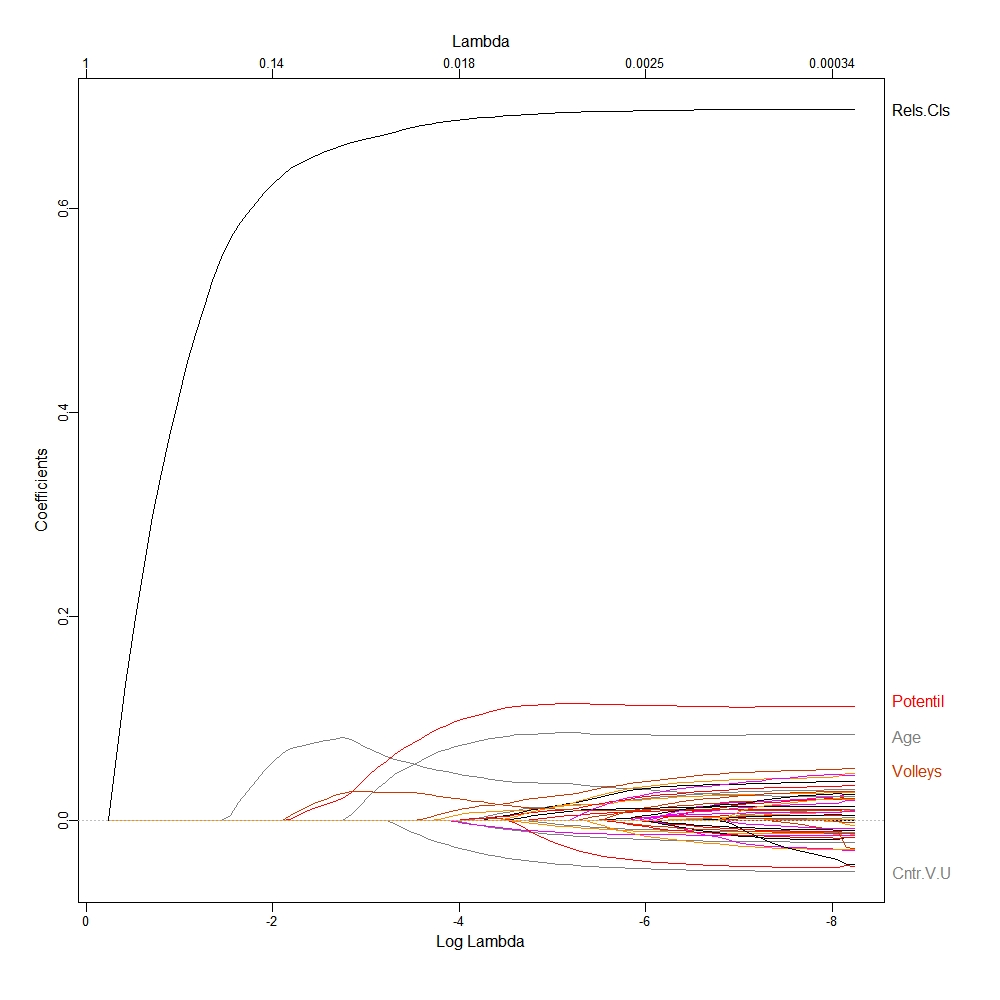 Lambda
1 0.14 0.018 0.0025 0.00034
Rels.Cls
0.6
0.4
Coefficients
0.2
Potentil
Age
Volleys
0.0
Cntr.V.U
0 -2 -4 -6 -8
Log Lambda